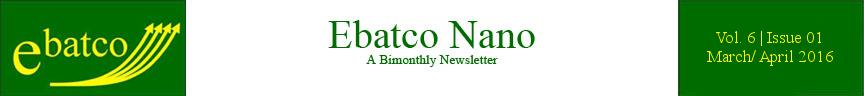 ebatco
Ebatco Nano
A Bimonthly Newsletter
Vol. 6 | Issue 01
March/ April 2016